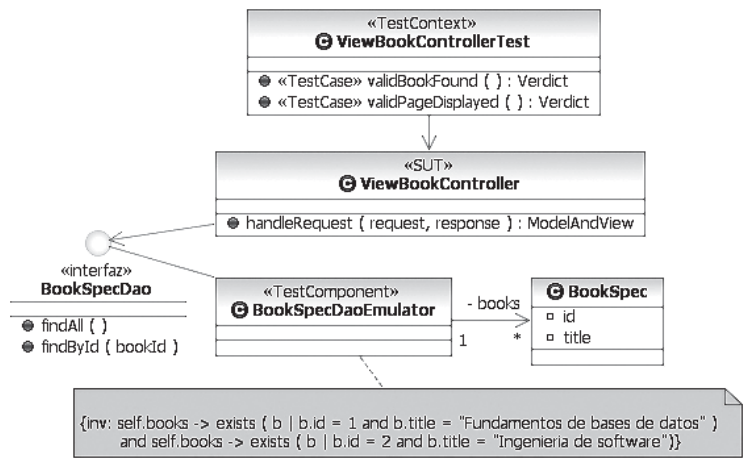 «TestContext»
C ViewBookControllerTest
«TestCase» validBookFound ( ) : Verdict
«TestCase» validPageDisplayed ( ) : Verdict
«SUT»
C ViewBookController
handleRequest ( request, response ) : ModelAndView
«interfaz»
BookSpecDao
findAll ( )
findById ( bookId )
«TestComponent»
C BookSpecDaoEmulator
- books
1
*
C BookSpec
id
title
{inv: self.books -> exists ( b | b.id = 1 and b.title = "Fundamentos de bases de datos" )
and self.books -> exists ( b | b.id = 2 and b.title = "Ingenieria de software")}